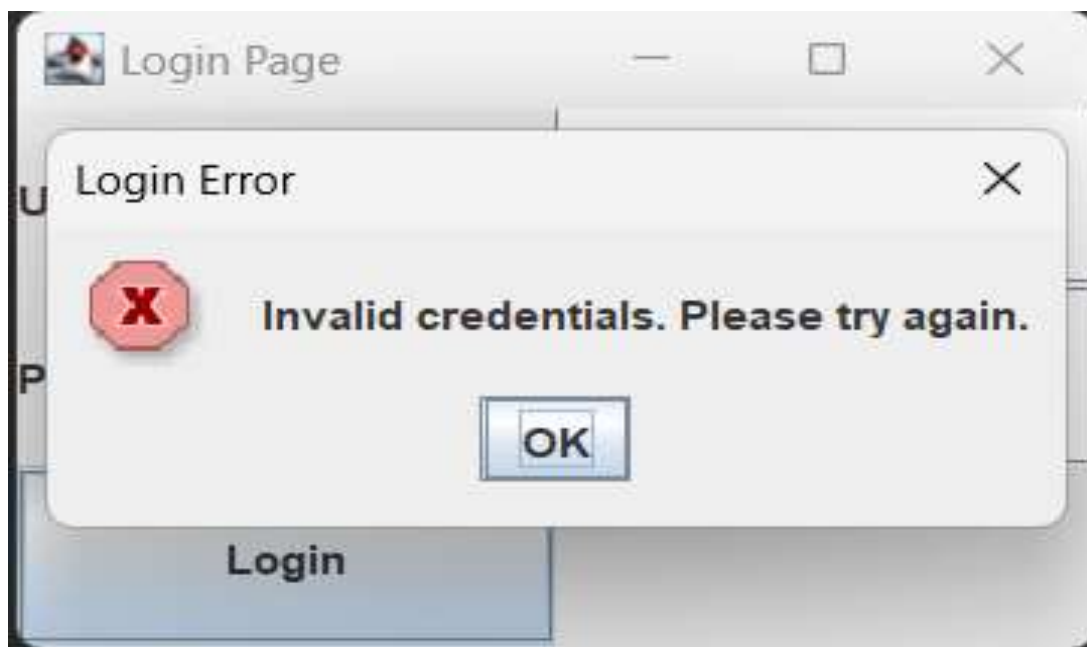 Login Page
Login Error
U
Invalid credentials. Please try again.
P
OK
Login